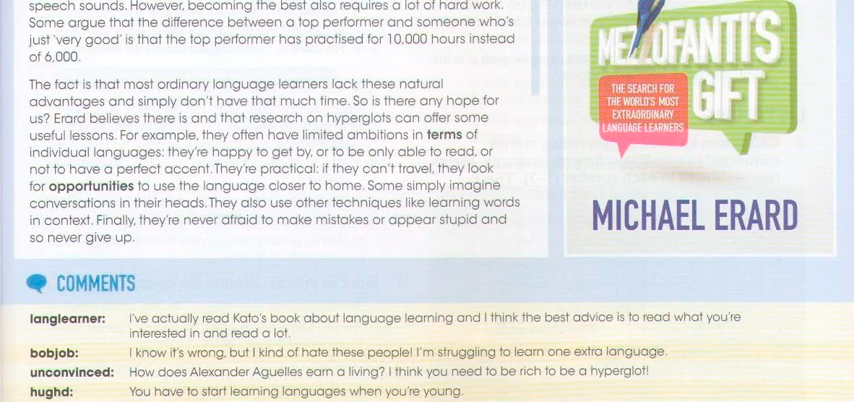 speech sounds. However, becoming the best also requires a lot of hard work.
Some argue that the difference between a top performer and someone who's
just 'very good' is that the top performer has practised for 10,000 hours instead
of 6,000.
The fact is that most ordinary language learners lack these natural
advantages and simply don't have that much time. So is there any hope for
us? Erard believes there is and that research on hyperglots can offer some
useful lessons. For example, they often have limited ambitions in terms of
individual languages: they're happy to get by, or to be only able to read, or
not to have a perfect accent. They're practical: if they can't travel, they look
for opportunities to use the language closer to home. Some simply imagine
conversations in their heads. They also use other techniques like learning words
in context. Finally, they're never afraid to make mistakes or appear stupid and
so never give up.
MEZZOFANTI'S
GIFT
THE SEARCH FOR
THE WORLD'S MOST
EXTRAORDINARY
LANGUAGE LEARNERS
MICHAEL ERARD
COMMENTS
langlearner: I've actually read Kato's book about language learning and I think the best advice is to read what you're
interested in and read a lot.
bobjob: I know it's wrong, but I kind of hate these people! I'm struggling to learn one extra language.
unconvinced: How does Alexander Aguelles earn a living? I think you need to be rich to be a hyperglot!
hughd: You have to start learning languages when you're young.